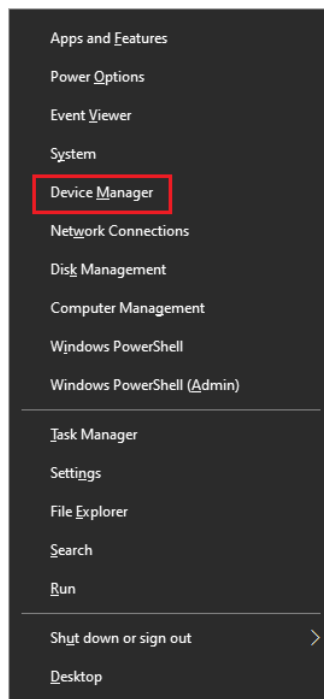 Apps and Features
Power Options
Event Viewer
System
Device Manager
Network Connections
Disk Management
Computer Management
Windows PowerShell
Windows PowerShell (Admin)
Task Manager
Settings
File Explorer
Search
Run
Shut down or sign out
Desktop